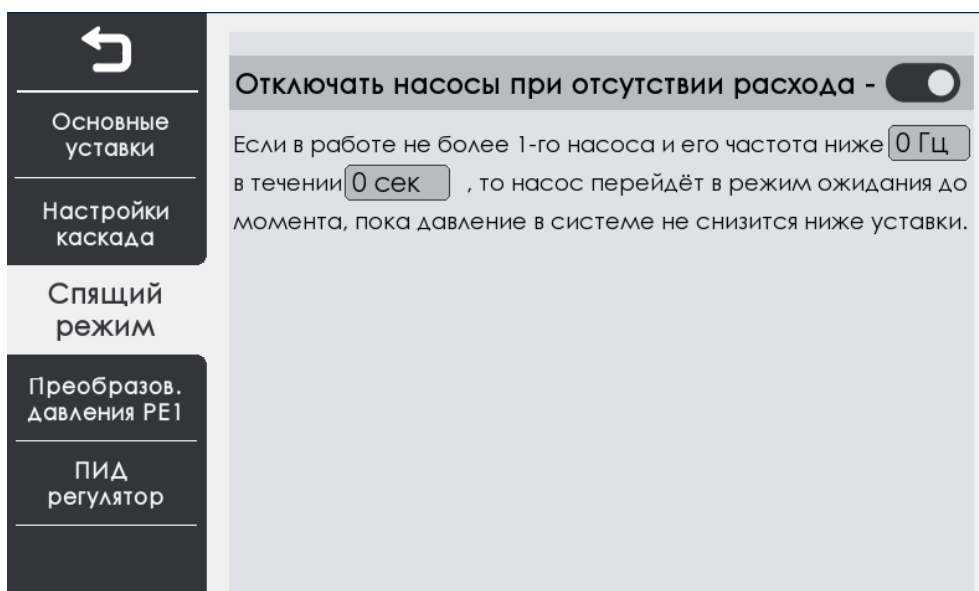 Основные
уставки
Настройки
каскада
Спящий
режим
Преобразов.
давления PE1
ПИД
регулятор
Отключать насосы при отсутствии расхода -
Если в работе не более 1-го насоса и его частота ниже 0 Гц
в течении 0 сек , то насос перейдёт в режим ожидания до
момента, пока давление в системе не снизится ниже уставки.